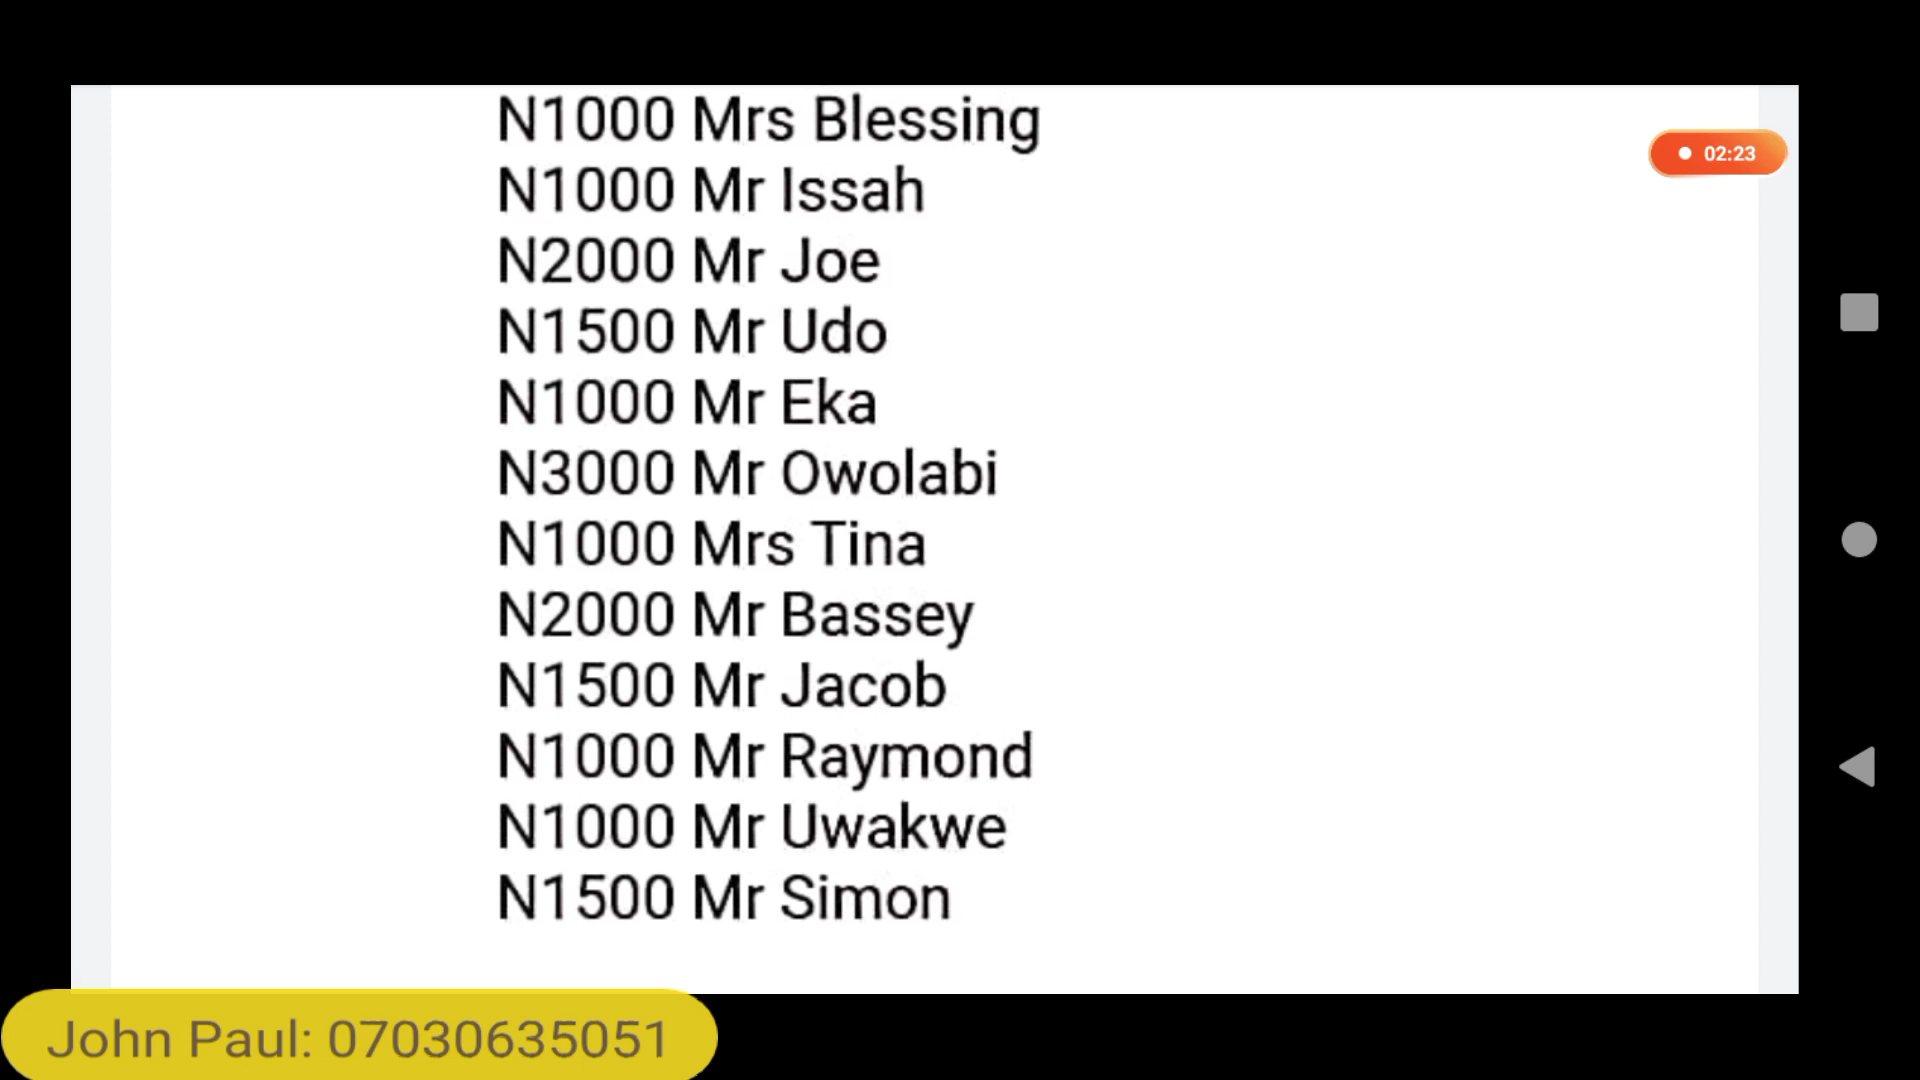 N1000 Mrs Blessing
02:23
N1000 Mr Issah
N2000 Mr Joe
N1500 Mr Udo
N1000 Mr Eka
N3000 Mr Owolabi
N1000 Mrs Tina
N2000 Mr Bassey
N1500 Mr Jacob
N1000 Mr Raymond
N1000 Mr Uwakwe
N1500 Mr Simon
John Paul: 07030635051